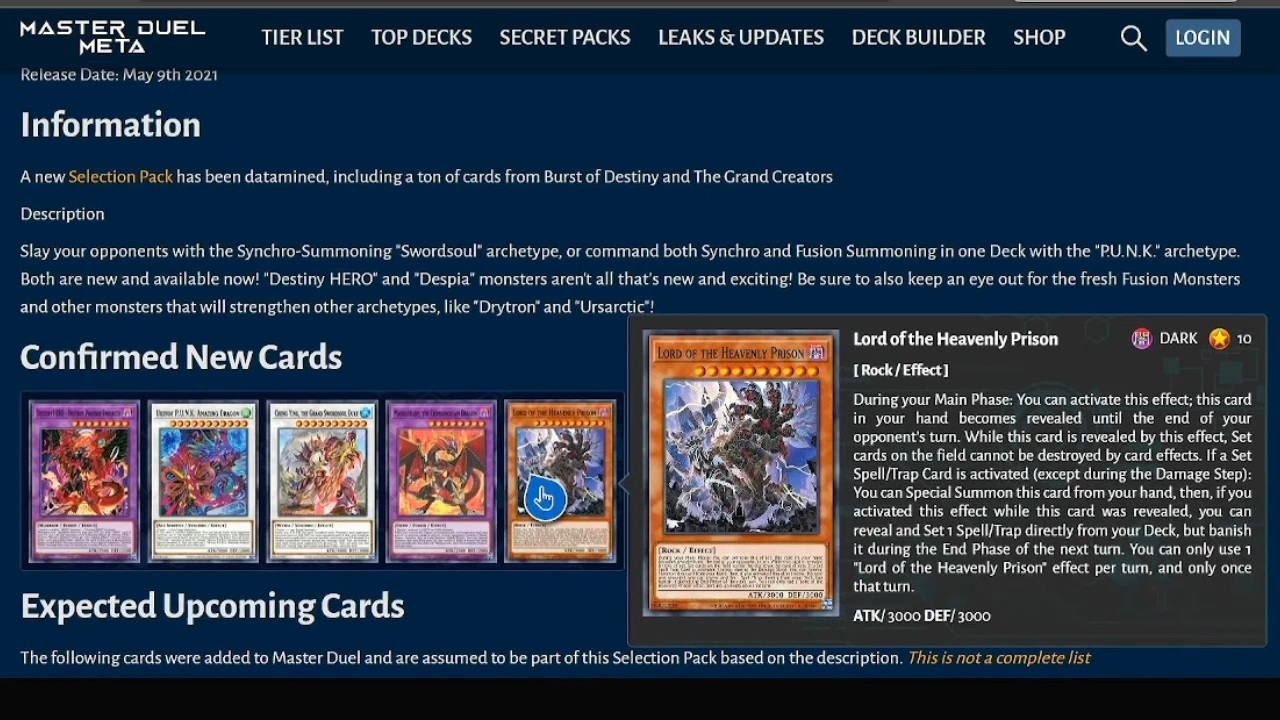 MASTER DUEL
META
TIER LIST
TOP DECKS
SECRET PACKS
LEAKS & UPDATES
DECK BUILDER
SHOP
LOGIN
Release Date: May 9th 2021
Information
A new Selection Pack has been datamined, including a ton of cards from Burst of Destiny and The Grand Creators
Description
Slay your opponents with the Synchro-Summoning "Swordsoul" archetype, or command both Synchro and Fusion Summoning in one Deck with the "P.U.N.K." archetype.
Both are new and available now! "Destiny HERO" and "Despia" monsters aren't all that's new and exciting! Be sure to also keep an eye out for the fresh Fusion Monsters
and other monsters that will strengthen other archetypes, like "Drytron" and "Ursarctic"!
Confirmed New Cards
Lord of the Heavenly Prison
LORD OF THE HEAVENLY PRISON
[ROCK / EFFECT]
ATK/3000 DEF/3000
Lord of the Heavenly Prison
DARK
10
[ Rock / Effect ]
During your Main Phase: You can activate this effect; this card
in your hand becomes revealed until the end of your
opponent's turn. While this card is revealed by this effect, Set
cards on the field cannot be destroyed by card effects. If a Set
Spell/Trap Card is activated (except during the Damage Step):
You can Special Summon this card from your hand, then, if you
activated this effect while this card was revealed, you can
reveal and Set 1 Spell/Trap directly from your Deck, but banish
it during the End Phase of the next turn. You can only use 1
"Lord of the Heavenly Prison" effect per turn, and only once
that turn.
ATK/ 3000 DEF/ 3000
Expected Upcoming Cards
The following cards were added to Master Duel and are assumed to be part of this Selection Pack based on the description. This is not a complete list